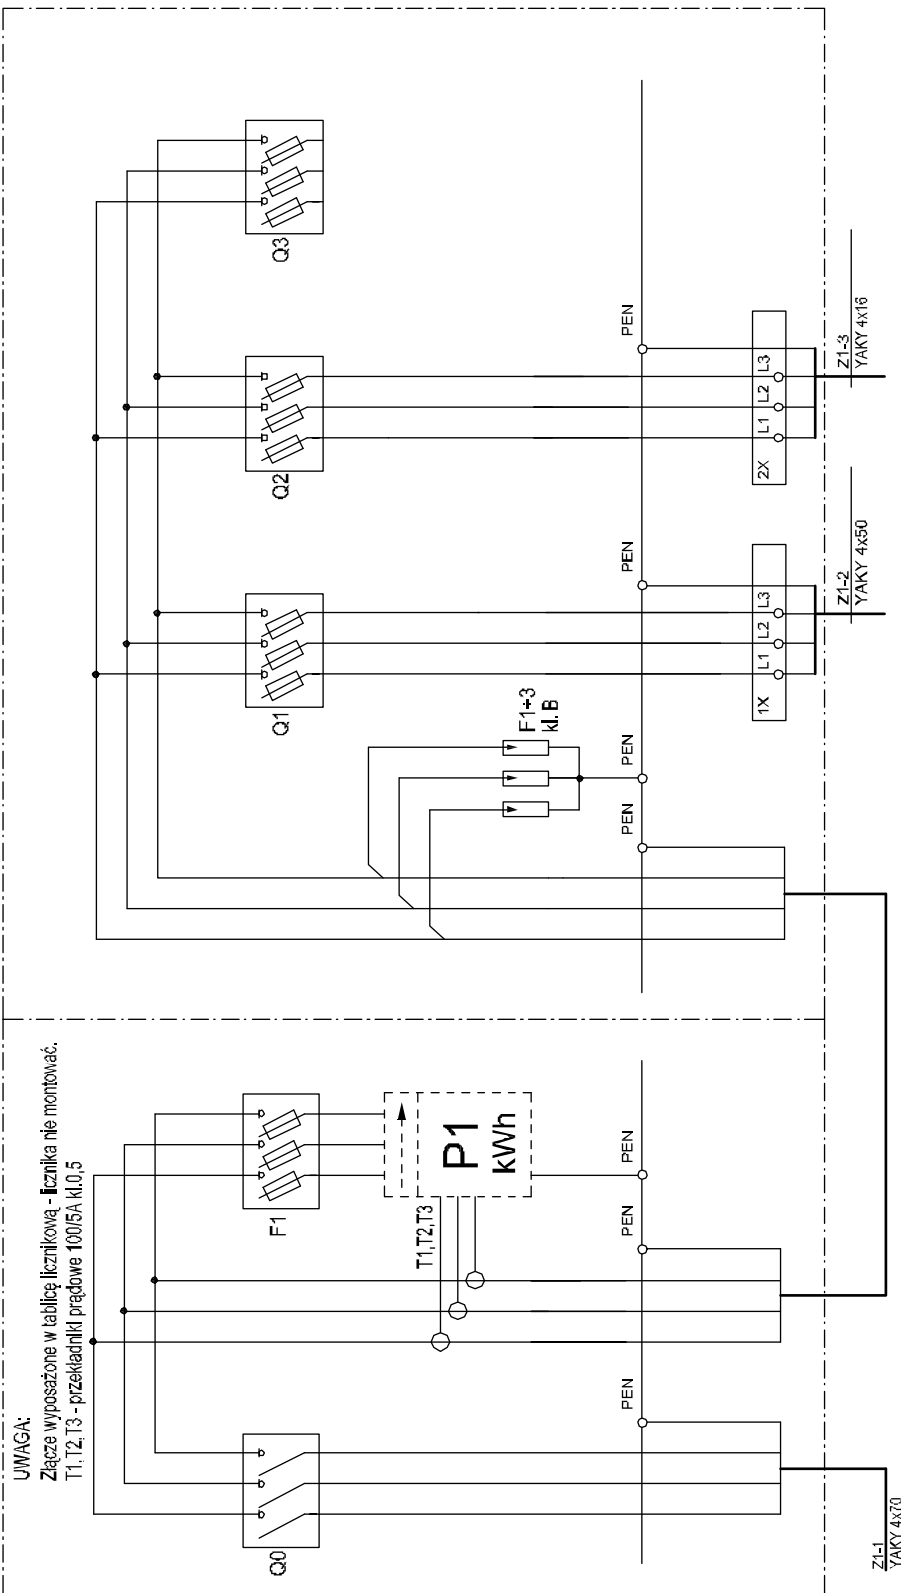 UWAGA:
Złącze wyposażone w tablicę licznikową - licznika nie montować.
T1,T2,T3 - przekładniki prądowe 100/5A kl.0,5
Q0
F1
Q1
Q2
Q3
P1
kWh
T1,T2,T3
F1÷3
kl. B
PEN
PEN
PEN
PEN
PEN
PEN
PEN
1X L1 L2 L3
2X L1 L2 L3
Z1-1
YAKY 4x70
Z1-2
YAKY 4x50
Z1-3
YAKY 4x16